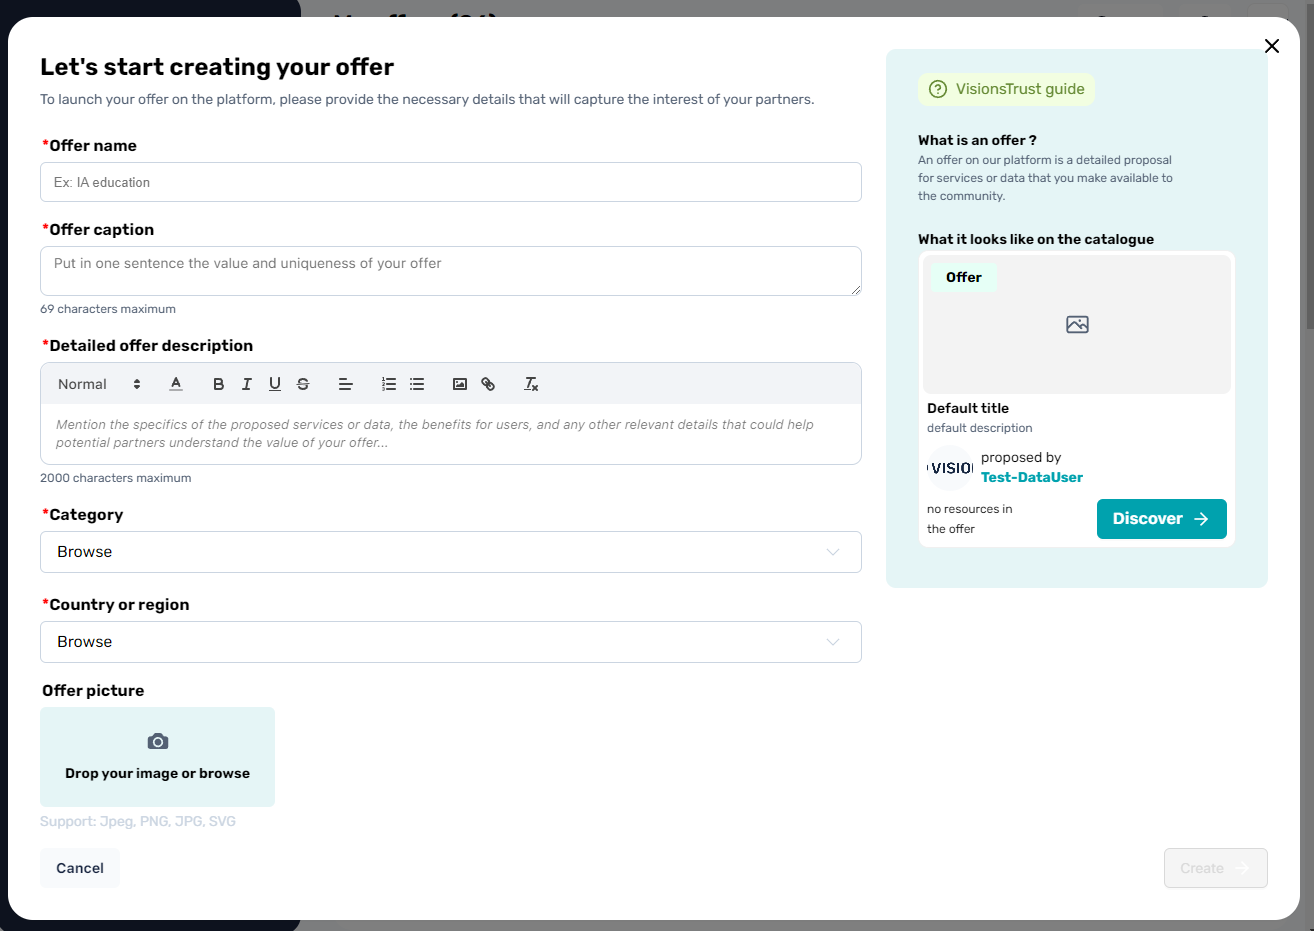 Let's start creating your offer
To launch your offer on the platform, please provide the necessary details that will capture the interest of your partners.
*Offer name
Ex: IA education
*Offer caption
Put in one sentence the value and uniqueness of your offer
69 characters maximum
*Detailed offer description
Normal
Mention the specifics of the proposed services or data, the benefits for users, and any other relevant details that could help
potential partners understand the value of your offer...
2000 characters maximum
*Category
Browse
*Country or region
Browse
Offer picture
Drop your image or browse
Support: Jpeg, PNG, JPG, SVG
Cancel
Create
VisionsTrust guide
What is an offer ?
An offer on our platform is a detailed proposal
for services or data that you make available to
the community.
What it looks like on the catalogue
Offer
Default title
default description
VISIO
proposed by
Test-DataUser
no resources in
the offer
Discover